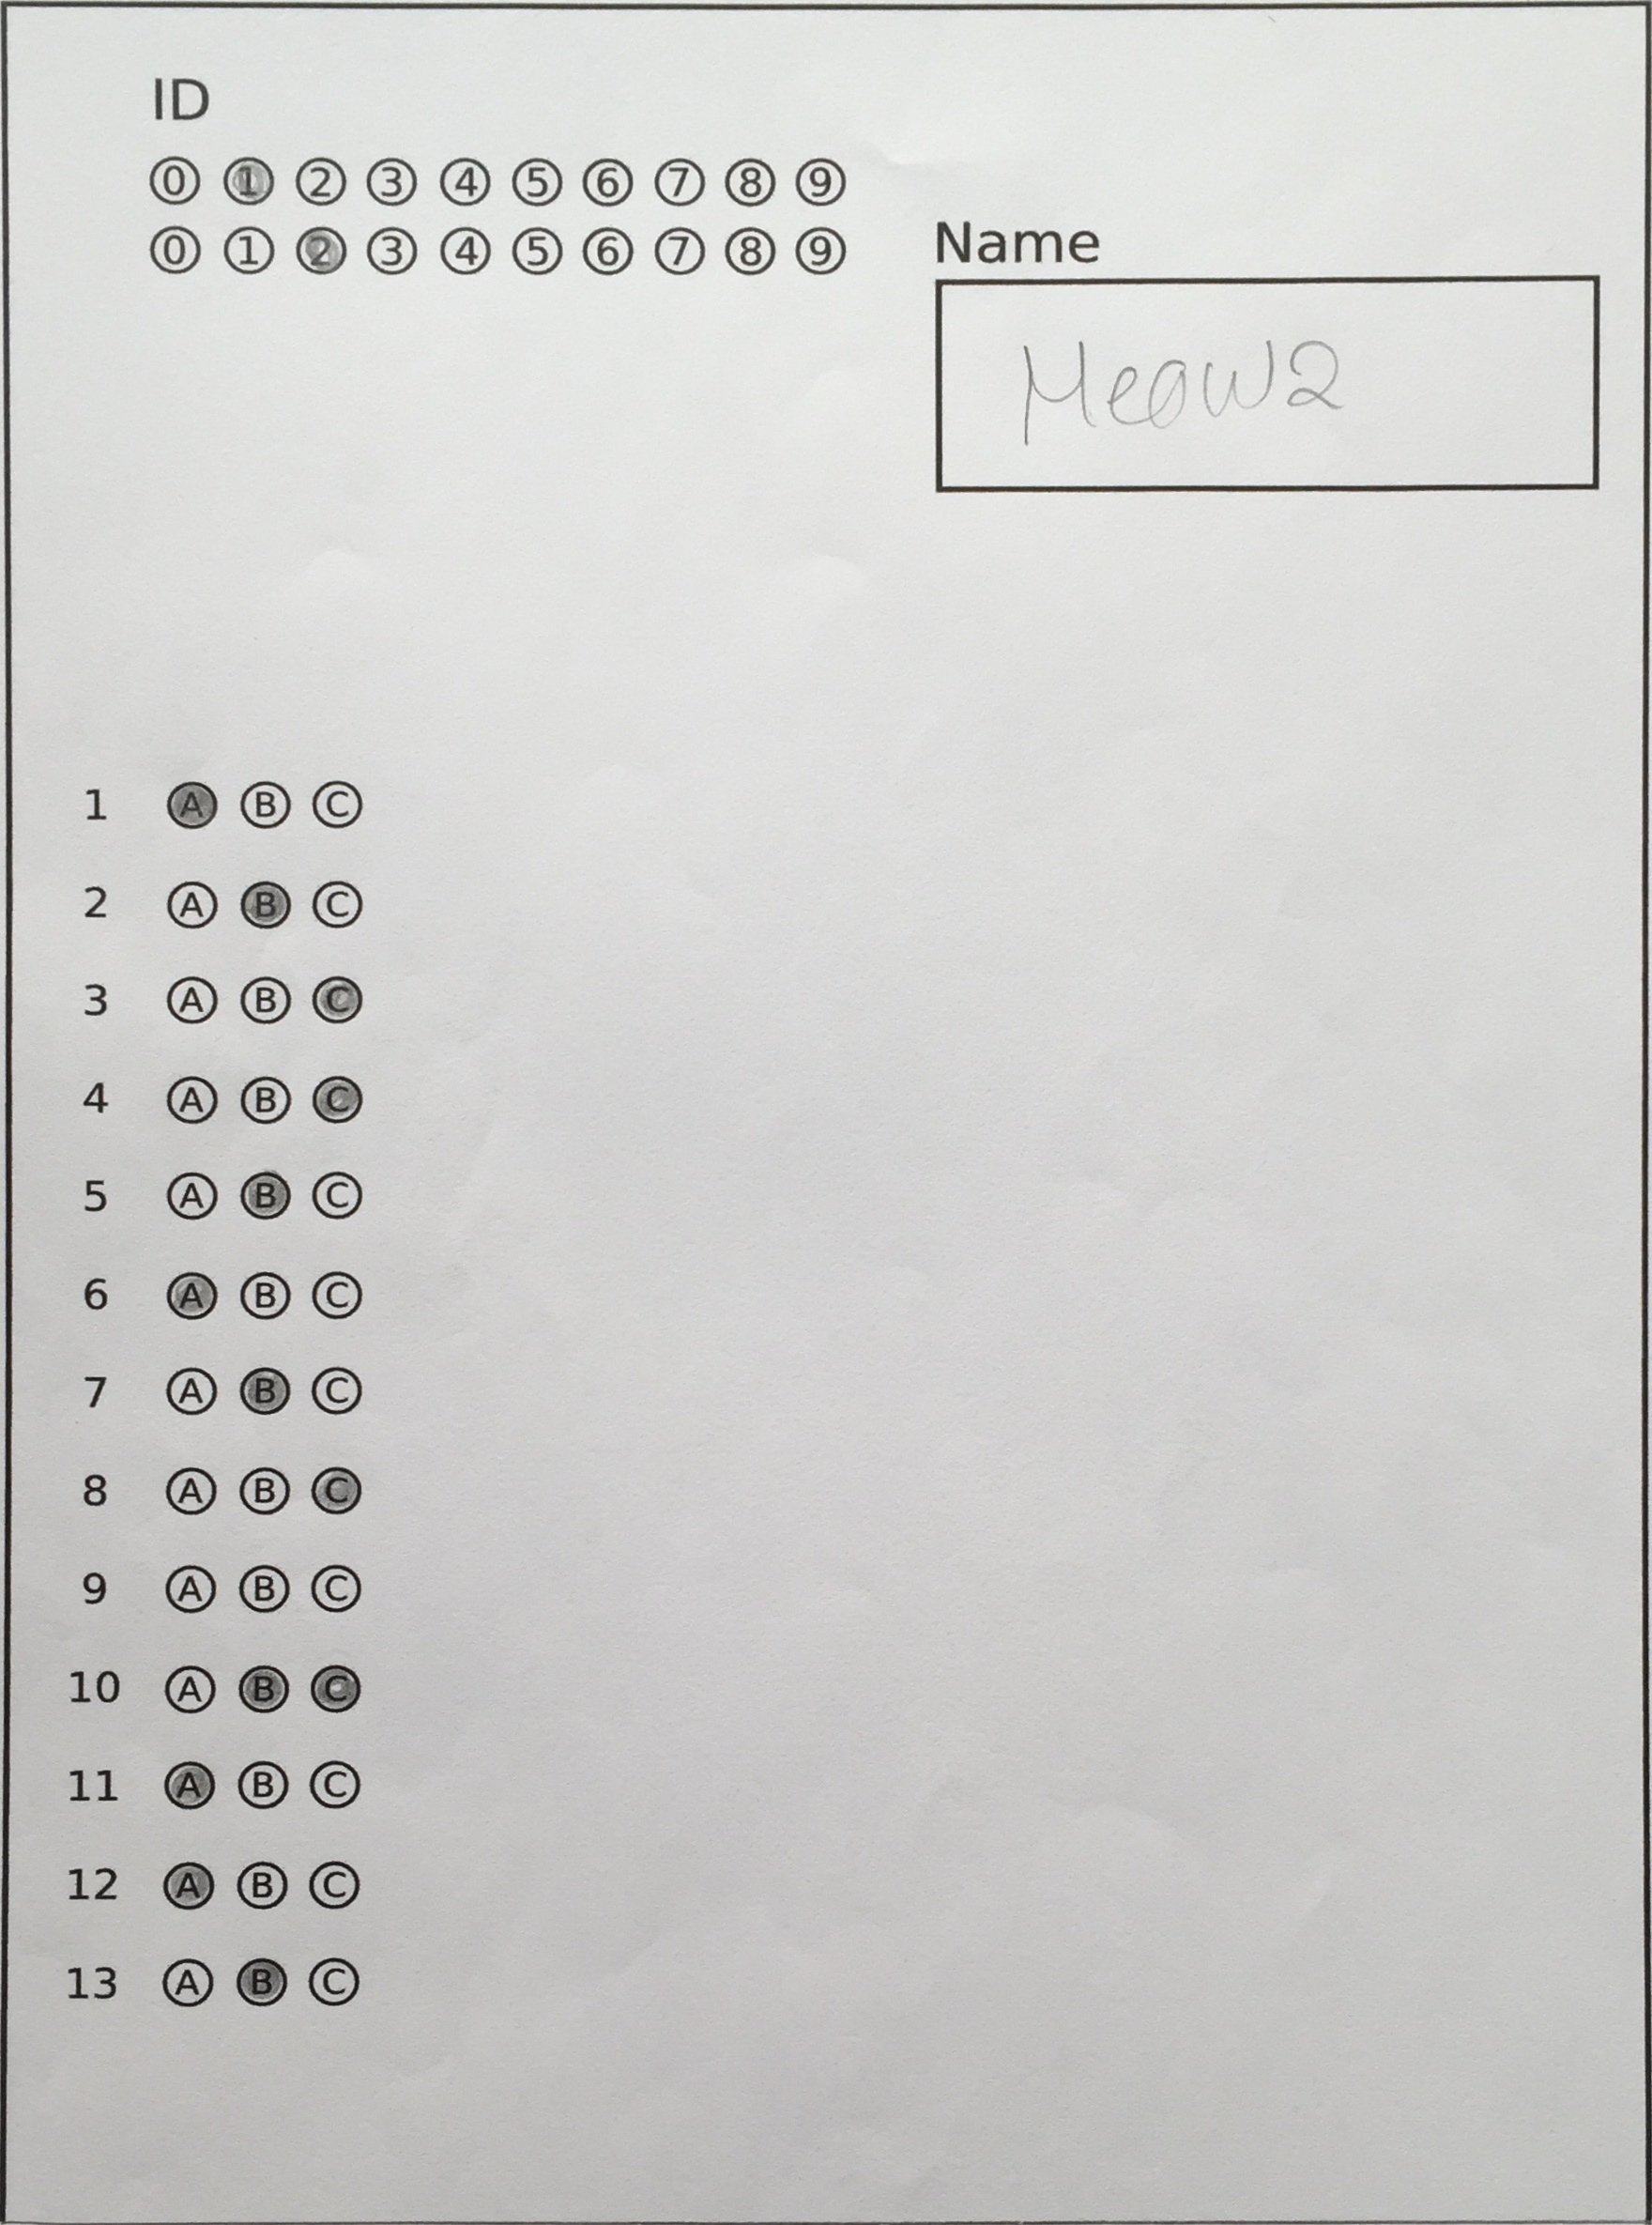 ID
0 1 2 3 4 5 6 7 8 9
0 1 2 3 4 5 6 7 8 9
Name
Meow2
1 A B C
2 A B C
3 A B C
4 A B C
5 A B C
6 A B C
7 A B C
8 A B C
9 A B C
10 A B C
11 A B C
12 A B C
13 A B C